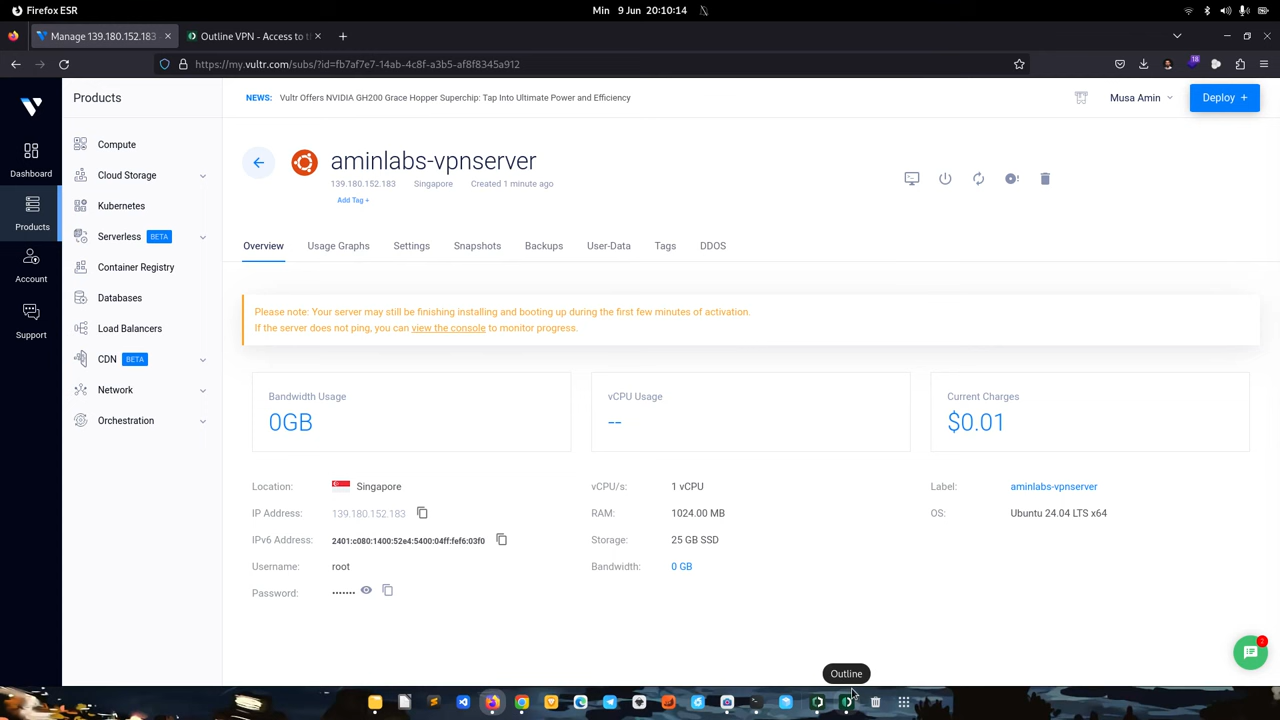 Firefox ESR
Min 9 Jun 20:10:14
Manage 139.180.152.183
Outline VPN - Access to t
https://my.vultr.com/subs/?id=fb7af7e7-14ab-4c8f-a3b5-af8f8345a912
18
Products
NEWS: Vultr Offers NVIDIA GH200 Grace Hopper Superchip: Tap Into Ultimate Power and Efficiency
Musa Amin
Deploy +
Dashboard
Products
Account
Support
Compute
Cloud Storage
Kubernetes
Serverless BETA
Container Registry
Databases
Load Balancers
CDN BETA
Network
Orchestration
aminlabs-vpnserver
139.180.152.183 Singapore Created 1 minute ago
Add Tag +
Overview Usage Graphs Settings Snapshots Backups User-Data Tags DDOS
Please note: Your server may still be finishing installing and booting up during the first few minutes of activation.
If the server does not ping, you can view the console to monitor progress.
Bandwidth Usage
0GB
vCPU Usage
--
Current Charges
$0.01
Location: Singapore
IP Address: 139.180.152.183
IPv6 Address: 2401:c080:1400:52e4:5400:04ff:fef6:03f0
Username: root
Password: •••••••
vCPU/s: 1 vCPU
RAM: 1024.00 MB
Storage: 25 GB SSD
Bandwidth: 0 GB
Label: aminlabs-vpnserver
OS: Ubuntu 24.04 LTS x64
2
Outline